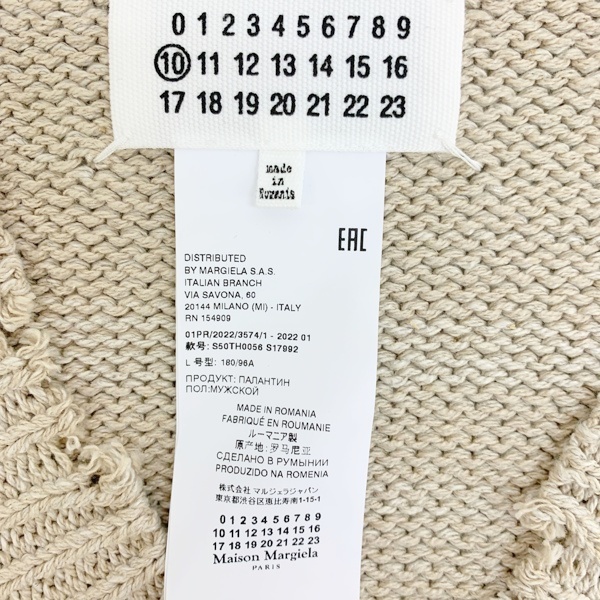 0 1 2 3 4 5 6 7 8 9
10 11 12 13 14 15 16
17 18 19 20 21 22 23
made
in
Romania
EAC
DISTRIBUTED
BY MARGIELA S.A.S.
ITALIAN BRANCH
VIA SAVONA, 60
20144 MILANO (MI) - ITALY
RN 154909
01PR/2022/3574/1 - 2022 01
款号: S50TH0056 S17992
L 号型: 180/96A
ПРОДУКТ: ПАЛАНТИН
ПОЛ:МУЖСКОЙ
MADE IN ROMANIA
FABRIQUÉ EN ROUMANIE
ルーマニア製
原产地: 罗马尼亚
СДЕЛАНО В РУМЫНИИ
PRODUZIDO NA ROMENIA
株式会社 マルジェラジャパン
東京都渋谷区恵比寿南1-15-1
0 1 2 3 4 5 6 7 8 9
10 11 12 13 14 15 16
17 18 19 20 21 22 23
Maison Margiela
PARIS